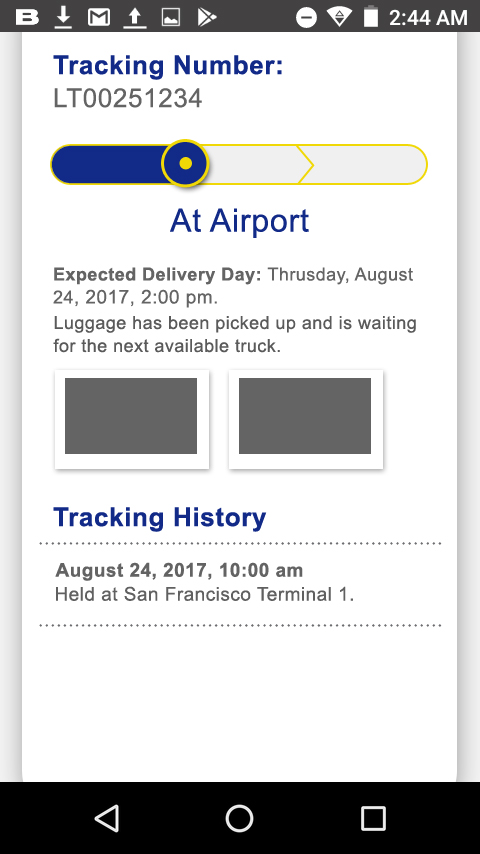 2:44 AM
Tracking Number:
LT00251234
At Airport
Expected Delivery Day: Thrusday, August
24, 2017, 2:00 pm.
Luggage has been picked up and is waiting
for the next available truck.
Tracking History
August 24, 2017, 10:00 am
Held at San Francisco Terminal 1.